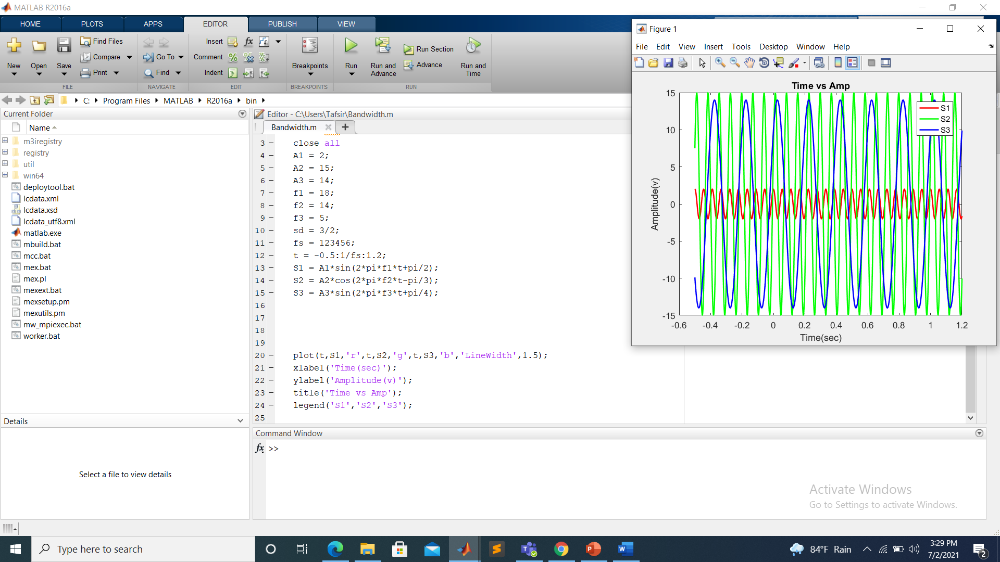 MATLAB R2016a
HOME PLOTS APPS EDITOR PUBLISH VIEW
New Open Save Find Files Compare Print
FILE
Go To Find
NAVIGATE
Insert fx fi
Comment % % %
Indent
EDIT
Breakpoints
BREAKPOINTS
Run Run and Advance Run Section Advance Run and Time
RUN
C: Program Files MATLAB R2016a bin
Current Folder
Name
m3iregistry
registry
util
win64
deploytool.bat
lcdata.xml
lcdata.xsd
lcdata_utf8.xml
matlab.exe
mbuild.bat
mcc.bat
mex.bat
mex.pl
mexext.bat
mexsetup.pm
mexutils.pm
mw_mpiexec.bat
worker.bat
Details
Select a file to view details
Editor - C:\Users\Tafsir\Bandwidth.m
Bandwidth.m
3 – close all
4 – A1 = 2;
5 – A2 = 15;
6 – A3 = 14;
7 – f1 = 18;
8 – f2 = 14;
9 – f3 = 5;
10 – sd = 3/2;
11 – fs = 123456;
12 – t = -0.5:1/fs:1.2;
13 – S1 = A1*sin(2*pi*f1*t+pi/2);
14 – S2 = A2*cos(2*pi*f2*t-pi/3);
15 – S3 = A3*sin(2*pi*f3*t+pi/4);
16
17
18
19
20 – plot(t,S1,'r',t,S2,'g',t,S3,'b','LineWidth',1.5);
21 – xlabel('Time(sec)');
22 – ylabel('Amplitude(v)');
23 – title('Time vs Amp');
24 – legend('S1','S2','S3');
25
Command Window
fx >>
Figure 1
File Edit View Insert Tools Desktop Window Help
Time vs Amp
15
10
5
0
-5
-10
-15
Amplitude(v)
S1
S2
S3
-0.6 -0.4 -0.2 0 0.2 0.4 0.6 0.8 1 1.2
Time(sec)
Activate Windows
Go to Settings to activate Windows.
Type here to search
84°F Rain
3:29 PM
7/2/2021
2